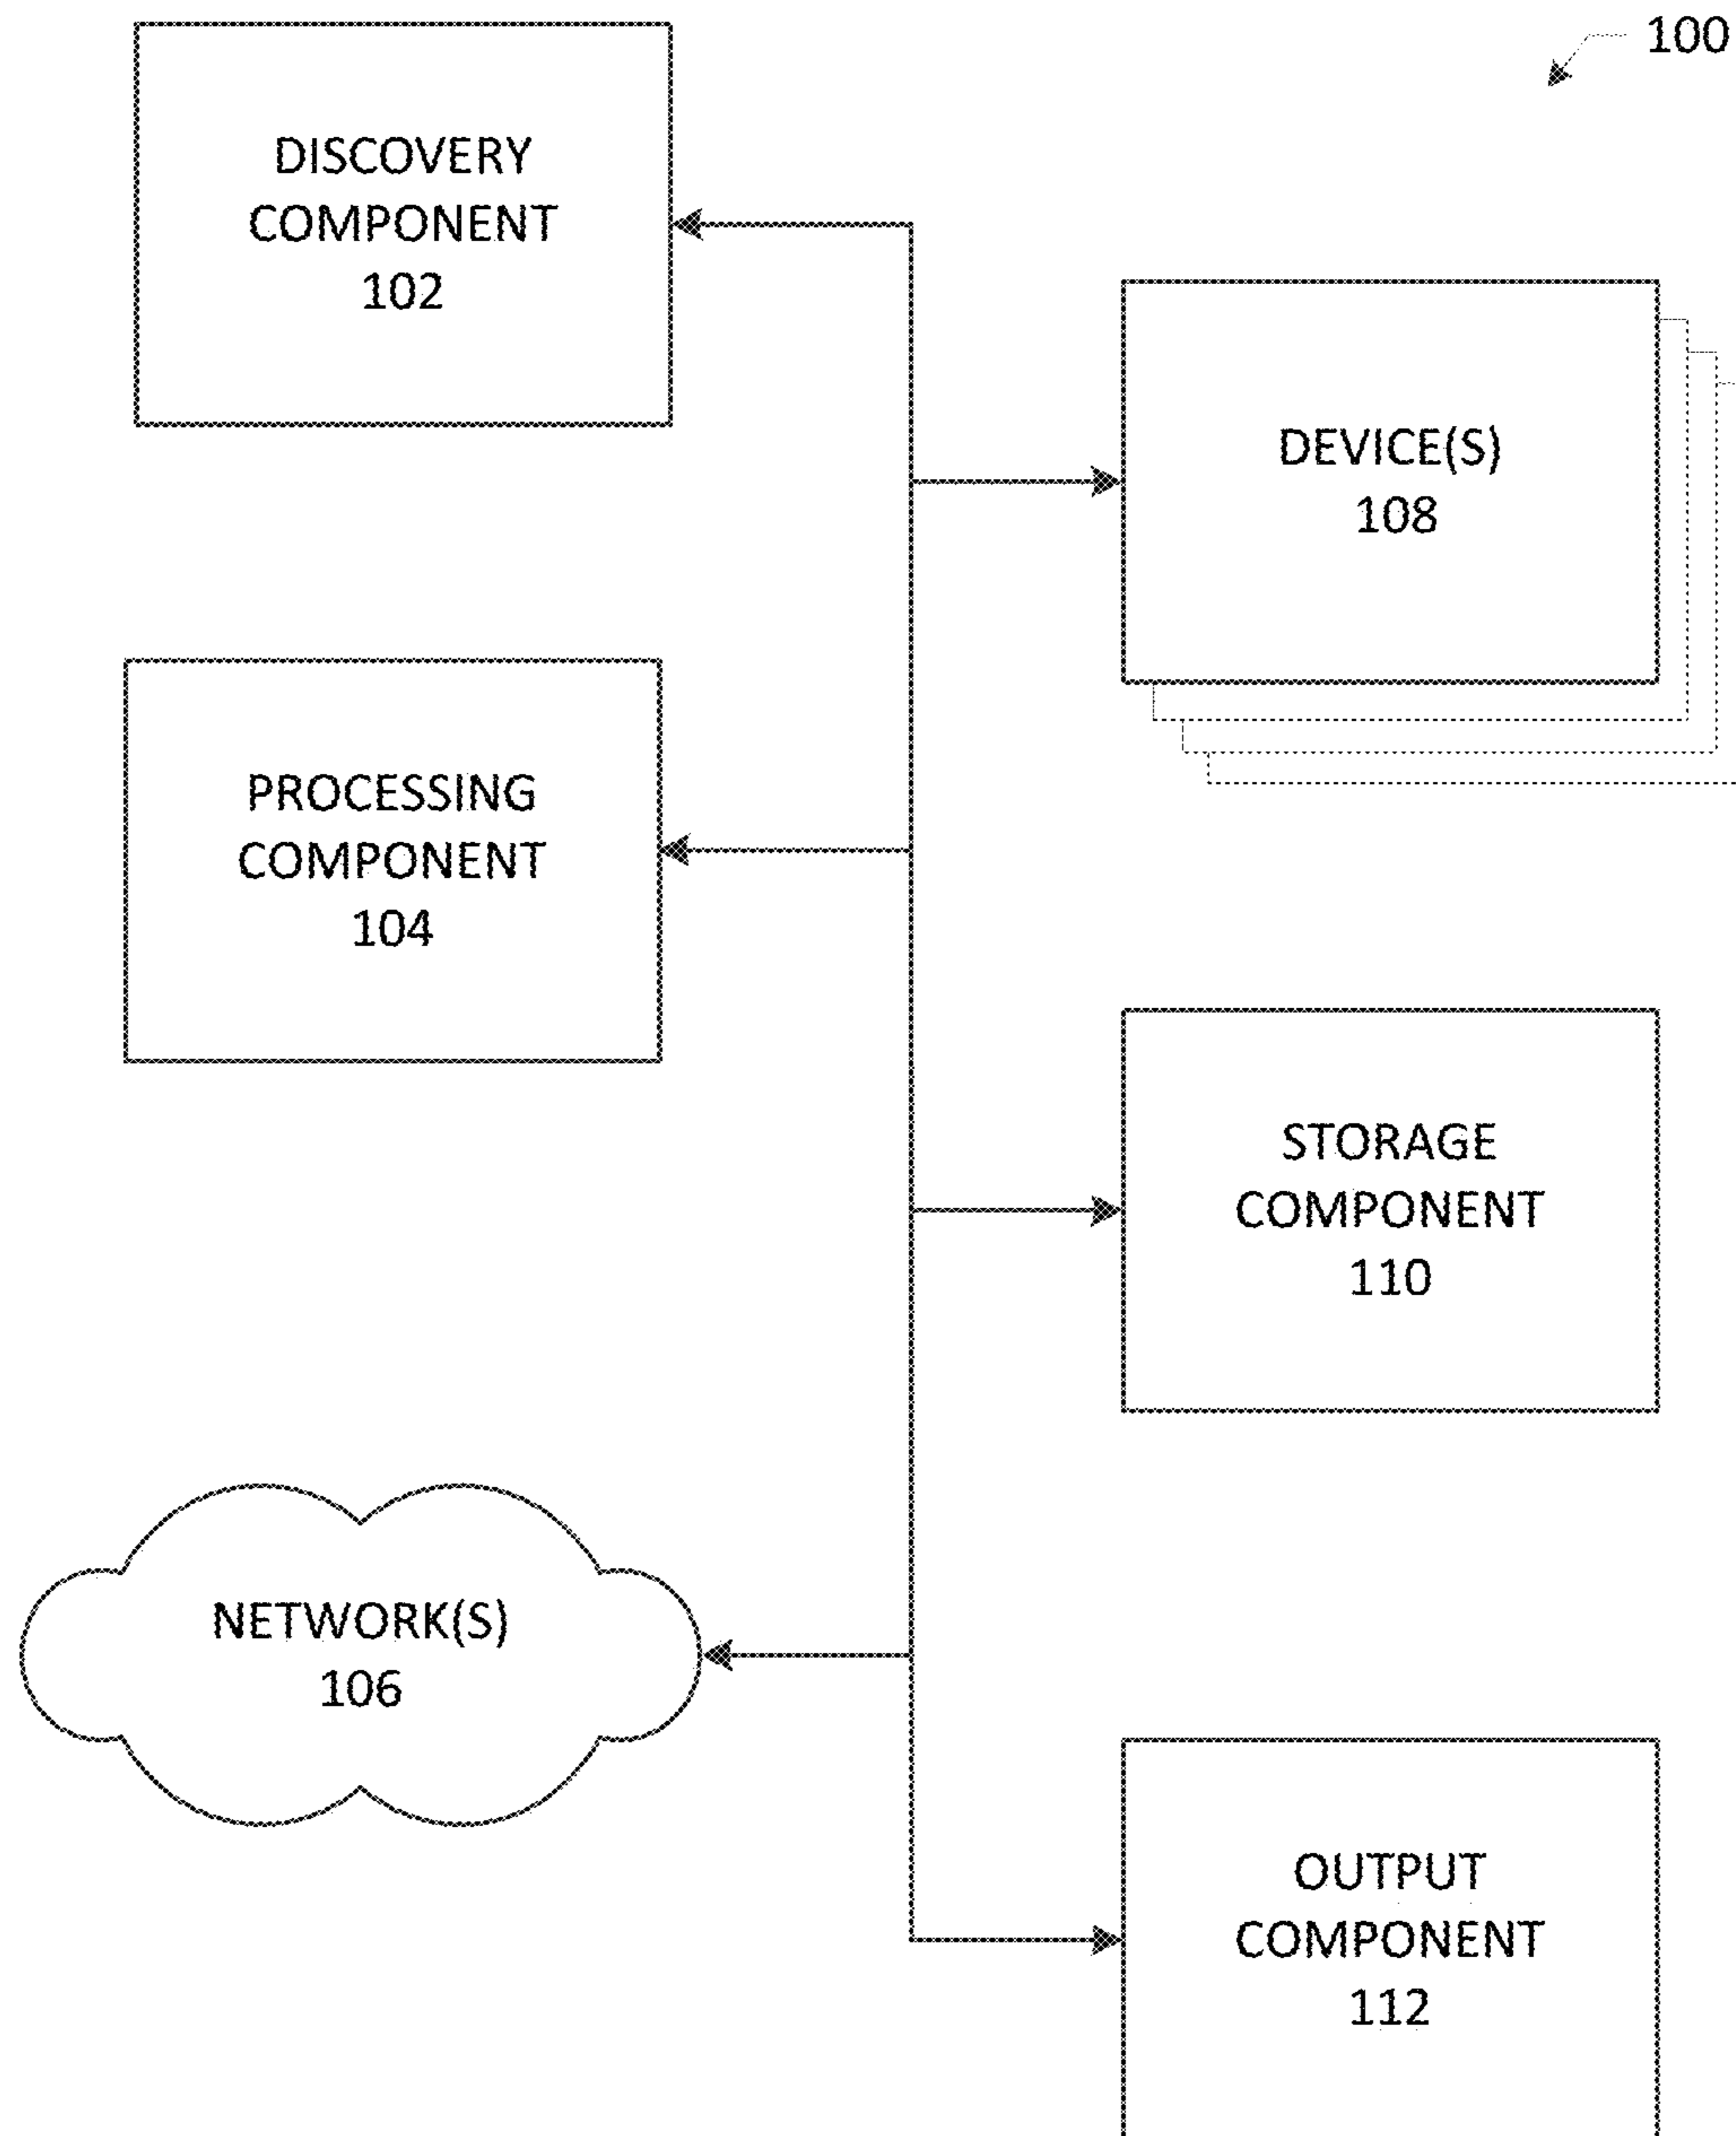 100
DISCOVERY
COMPONENT
102
DEVICE(S)
108
PROCESSING
COMPONENT
104
STORAGE
COMPONENT
110
NETWORK(S)
106
OUTPUT
COMPONENT
112